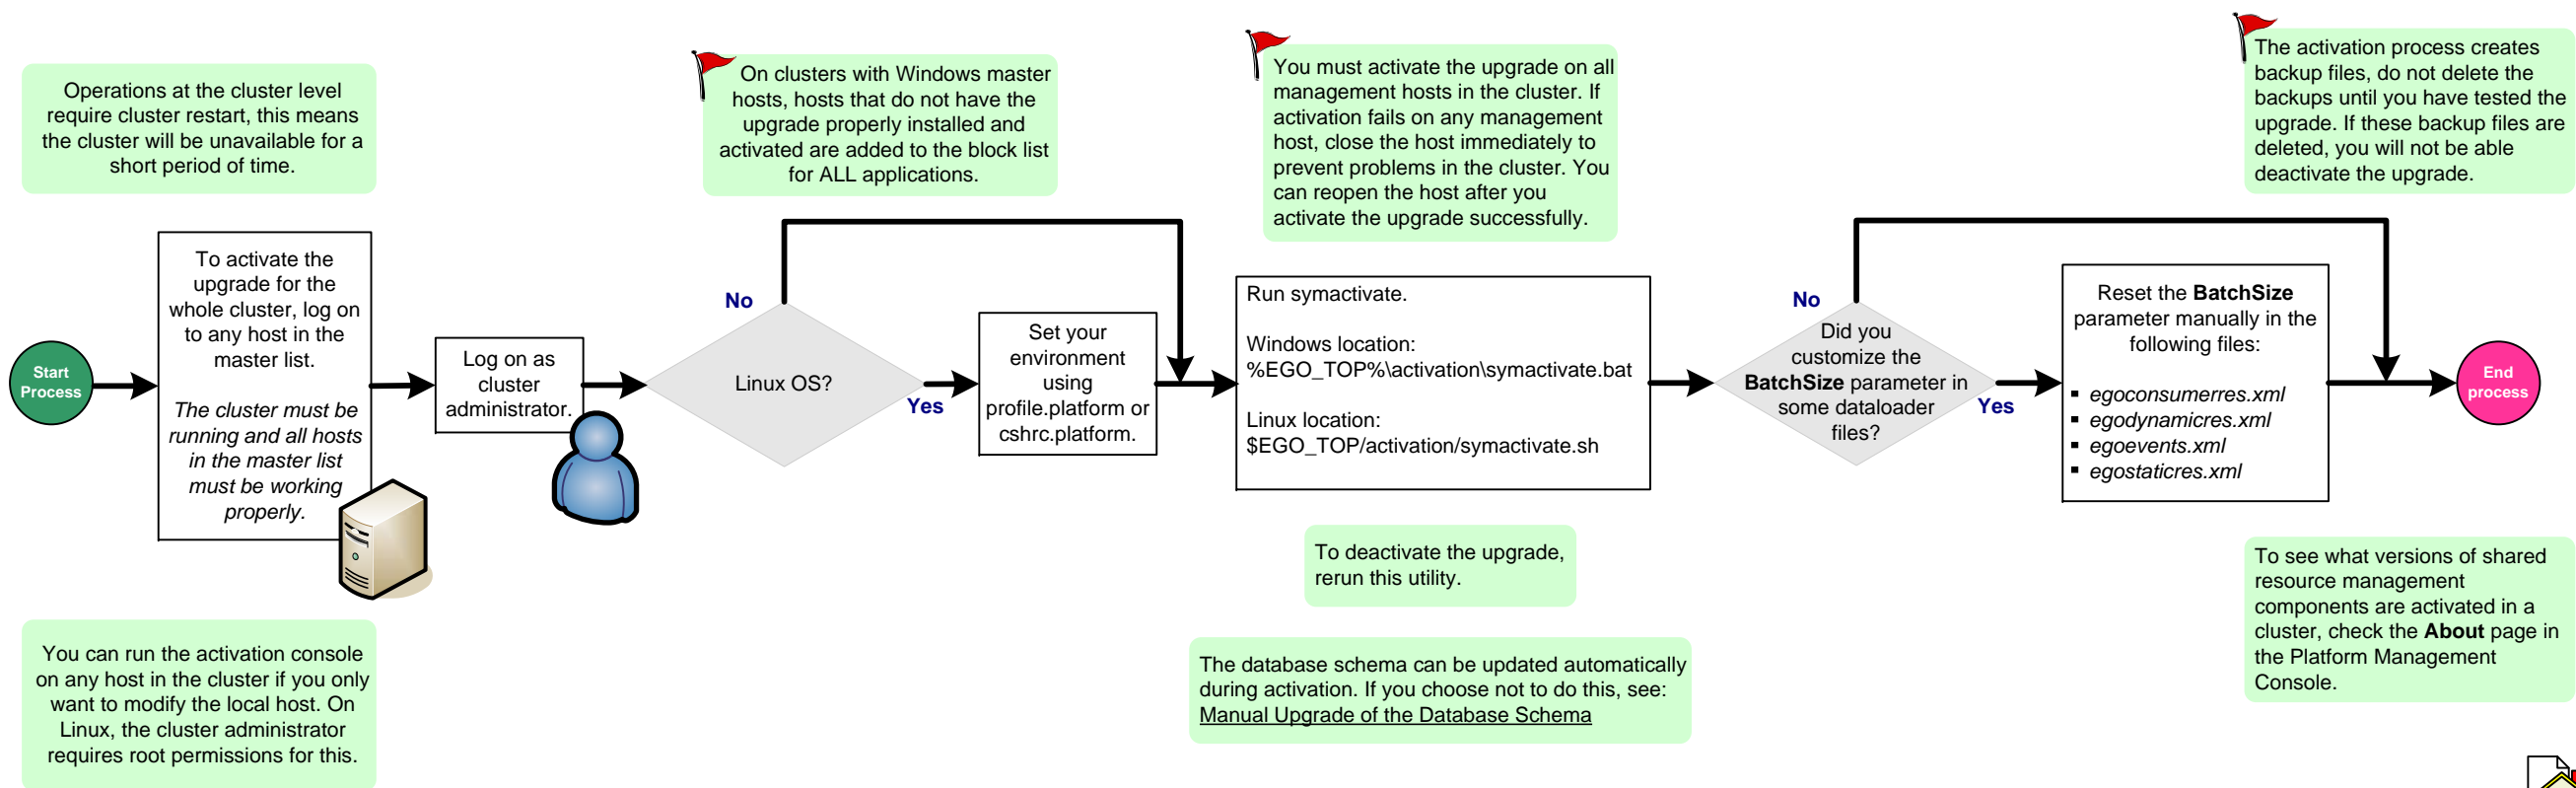 Operations at the cluster level
require cluster restart, this means
the cluster will be unavailable for a
short period of time.
On clusters with Windows master
hosts, hosts that do not have the
upgrade properly installed and
activated are added to the block list
for ALL applications.
You must activate the upgrade on all
management hosts in the cluster. If
activation fails on any management
host, close the host immediately to
prevent problems in the cluster. You
can reopen the host after you
activate the upgrade successfully.
The activation process creates
backup files, do not delete the
backups until you have tested the
upgrade. If these backup files are
deleted, you will not be able
deactivate the upgrade.
Start
Process
To activate the
upgrade for the
whole cluster, log on
to any host in the
master list.
The cluster must be
running and all hosts
in the master list
must be working
properly.
Log on as
cluster
administrator.
Linux OS?
No
Yes
Set your
environment
using
profile.platform or
cshrc.platform.
Run symactivate.
Windows location:
%EGO_TOP%\activation\symactivate.bat
Linux location:
$EGO_TOP/activation/symactivate.sh
Did you
customize the
BatchSize parameter in
some dataloader
files?
No
Yes
Reset the BatchSize
parameter manually in the
following files:
▪ egoconsumerres.xml
▪ egodynamicres.xml
▪ egoevents.xml
▪ egostaticres.xml
End
process
You can run the activation console
on any host in the cluster if you only
want to modify the local host. On
Linux, the cluster administrator
requires root permissions for this.
To deactivate the upgrade,
rerun this utility.
The database schema can be updated automatically
during activation. If you choose not to do this, see:
Manual Upgrade of the Database Schema
To see what versions of shared
resource management
components are activated in a
cluster, check the About page in
the Platform Management
Console.